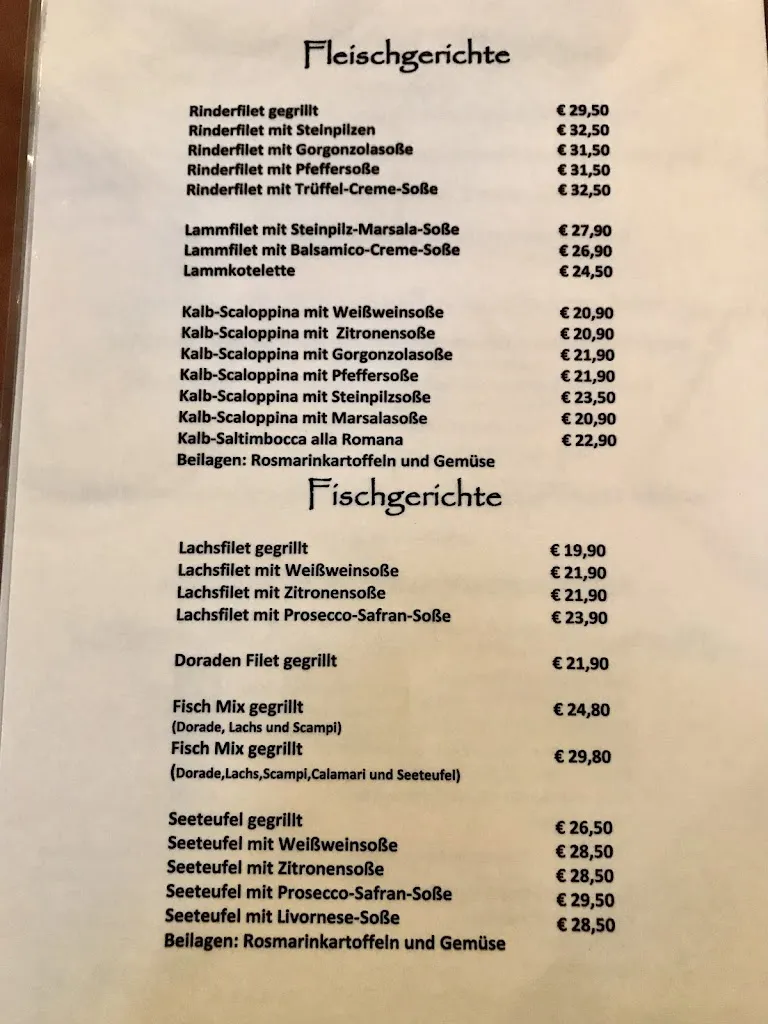 Fleischgerichte
Rinderfilet gegrillt € 29,50
Rinderfilet mit Steinpilzen € 32,50
Rinderfilet mit Gorgonzolasoße € 31,50
Rinderfilet mit Pfeffersoße € 31,50
Rinderfilet mit Trüffel-Creme-Soße € 32,50
Lammfilet mit Steinpilz-Marsala-Soße € 27,90
Lammfilet mit Balsamico-Creme-Soße € 26,90
Lammkotelette € 24,50
Kalb-Scaloppina mit Weißweinsoße € 20,90
Kalb-Scaloppina mit Zitronensoße € 20,90
Kalb-Scaloppina mit Gorgonzolasoße € 21,90
Kalb-Scaloppina mit Pfeffersoße € 21,90
Kalb-Scaloppina mit Steinpilzsoße € 23,50
Kalb-Scaloppina mit Marsalasoße € 20,90
Kalb-Saltimbocca alla Romana € 22,90
Beilagen: Rosmarinkartoffeln und Gemüse
Fischgerichte
Lachsfilet gegrillt € 19,90
Lachsfilet mit Weißweinsoße € 21,90
Lachsfilet mit Zitronensoße € 21,90
Lachsfilet mit Prosecco-Safran-Soße € 23,90
Doraden Filet gegrillt € 21,90
Fisch Mix gegrillt € 24,80
(Dorade, Lachs und Scampi)
Fisch Mix gegrillt € 29,80
(Dorade,Lachs,Scampi,Calamari und Seeteufel)
Seeteufel gegrillt € 26,50
Seeteufel mit Weißweinsoße € 28,50
Seeteufel mit Zitronensoße € 28,50
Seeteufel mit Prosecco-Safran-Soße € 29,50
Seeteufel mit Livornese-Soße € 28,50
Beilagen: Rosmarinkartoffeln und Gemüse